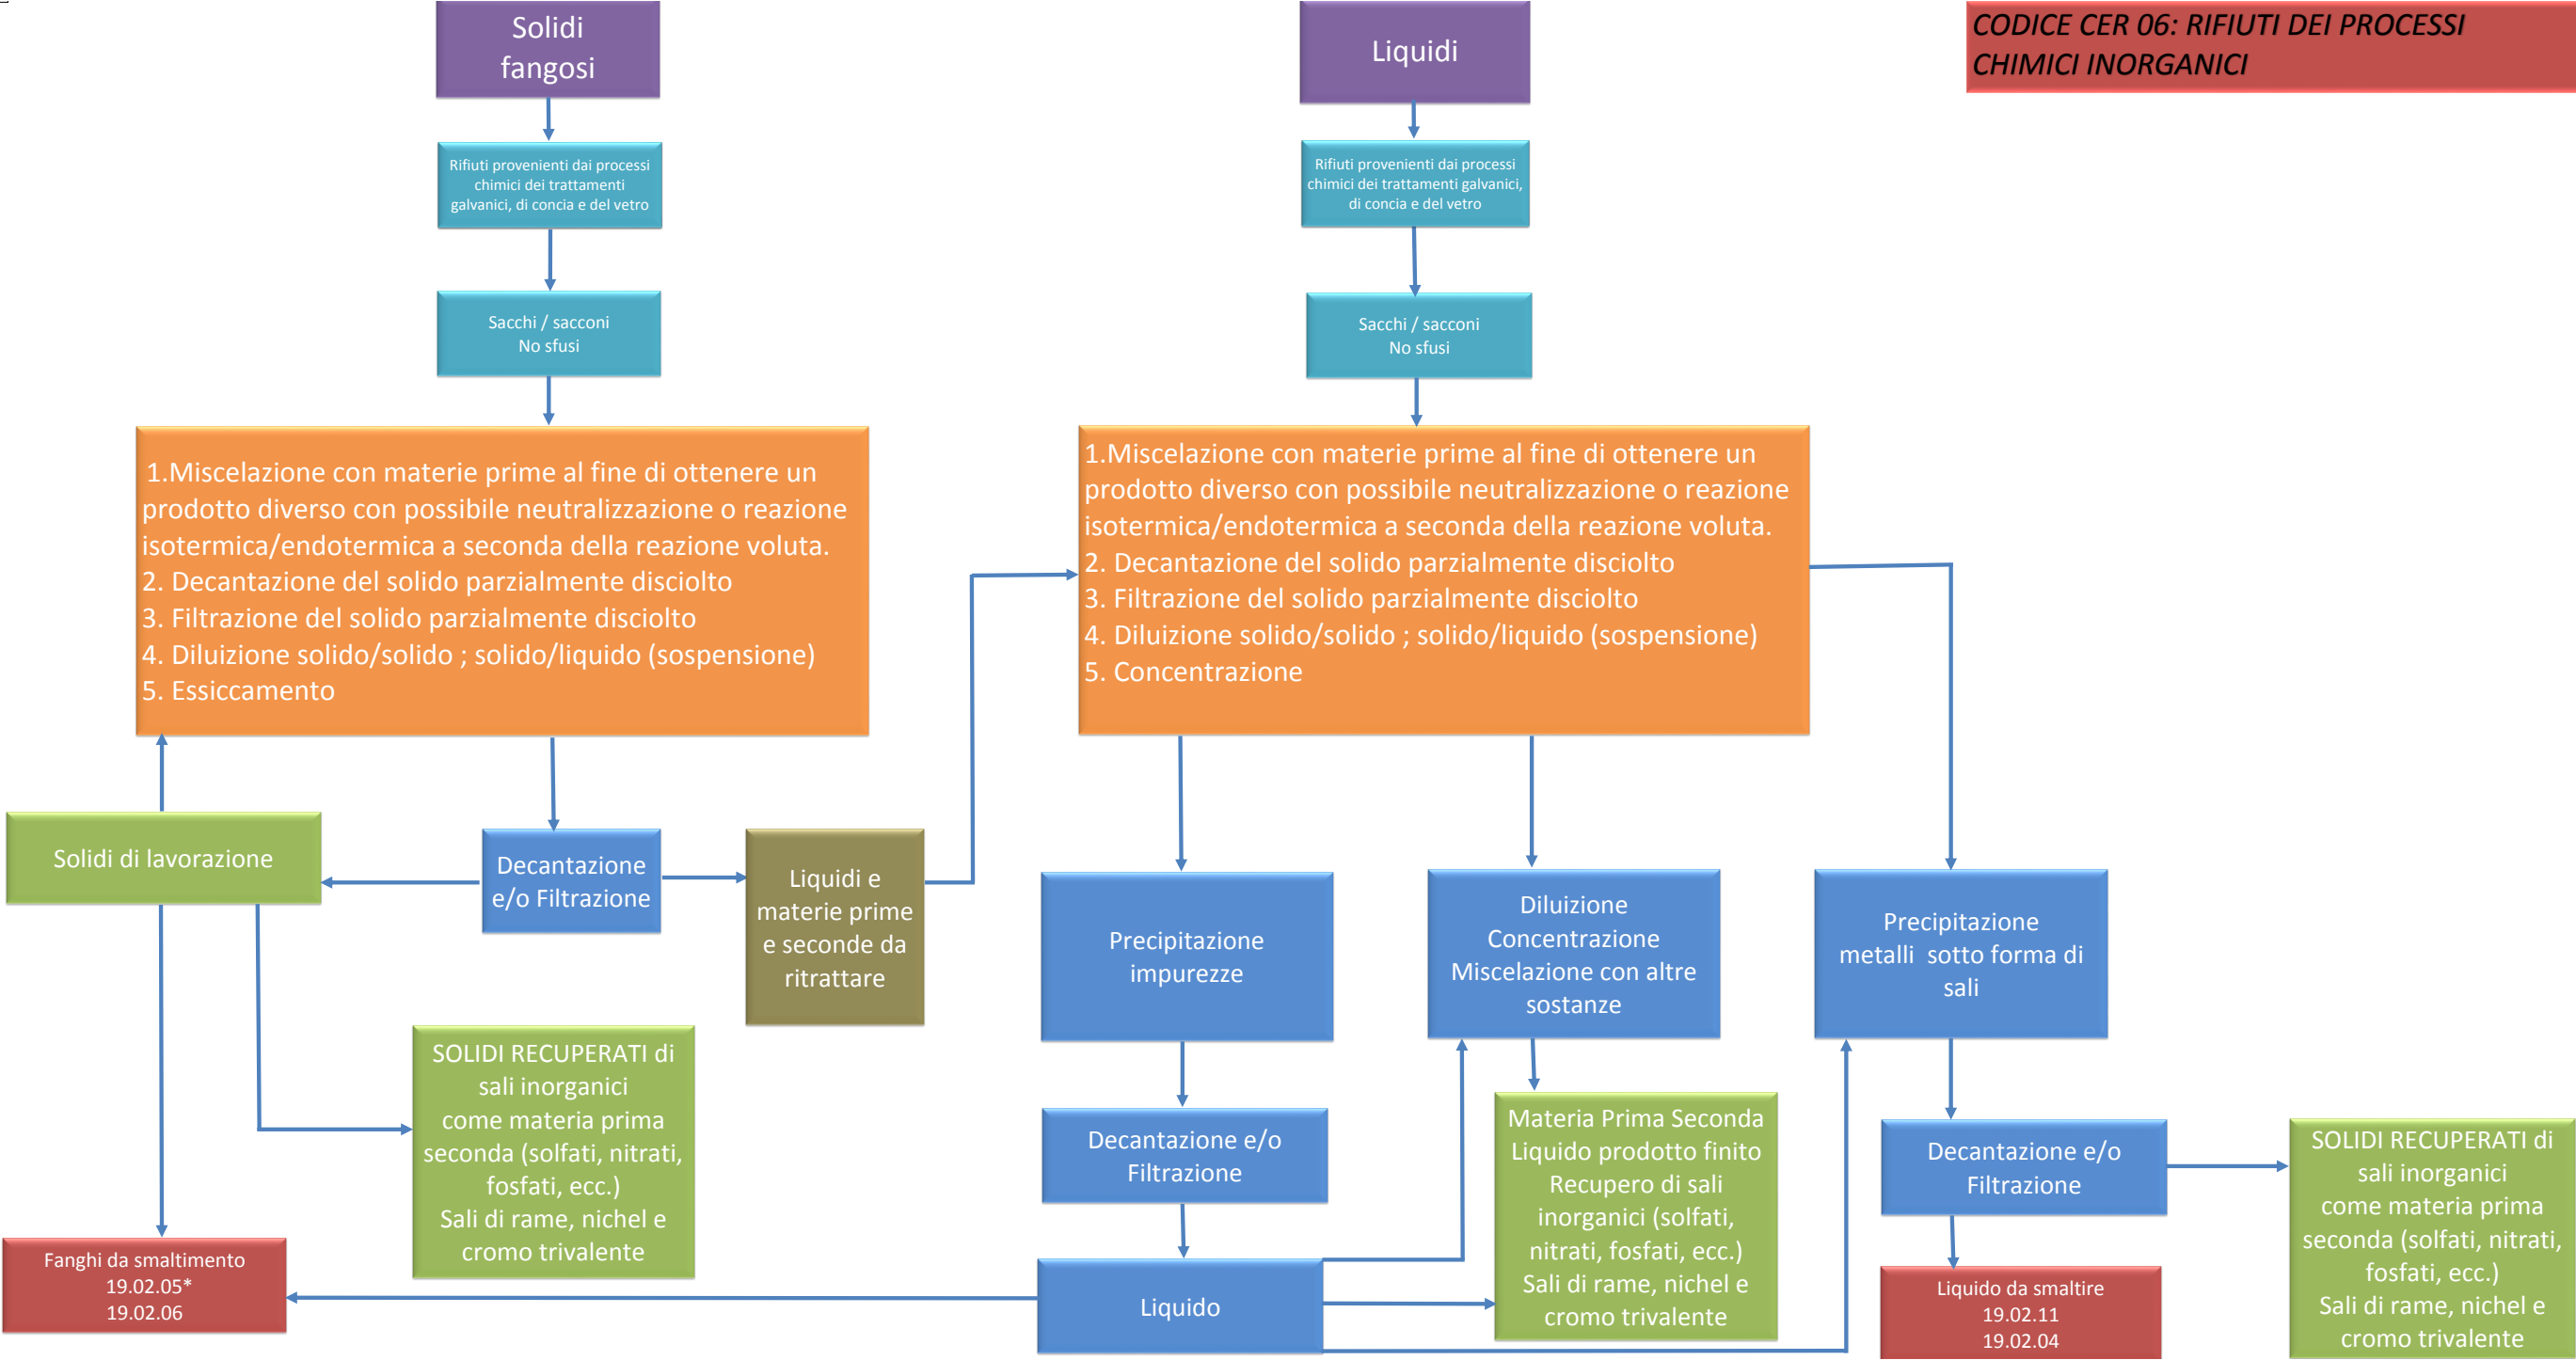 Solidi
fangosi
Liquidi
CODICE CER 06: RIFIUTI DEI PROCESSI
CHIMICI INORGANICI
Rifiuti provenienti dai processi
chimici dei trattamenti
galvanici, di concia e del vetro
Rifiuti provenienti dai processi
chimici dei trattamenti galvanici,
di concia e del vetro
Sacchi / sacconi
No sfusi
Sacchi / sacconi
No sfusi
1.Miscelazione con materie prime al fine di ottenere un
prodotto diverso con possibile neutralizzazione o reazione
isotermica/endotermica a seconda della reazione voluta.
2. Decantazione del solido parzialmente disciolto
3. Filtrazione del solido parzialmente disciolto
4. Diluizione solido/solido ; solido/liquido (sospensione)
5. Essiccamento
1.Miscelazione con materie prime al fine di ottenere un
prodotto diverso con possibile neutralizzazione o reazione
isotermica/endotermica a seconda della reazione voluta.
2. Decantazione del solido parzialmente disciolto
3. Filtrazione del solido parzialmente disciolto
4. Diluizione solido/solido ; solido/liquido (sospensione)
5. Concentrazione
Solidi di lavorazione
Decantazione
e/o Filtrazione
Liquidi e
materie prime
e seconde da
ritrattare
Precipitazione
impurezze
Diluizione
Concentrazione
Miscelazione con altre
sostanze
Precipitazione
metalli sotto forma di
sali
SOLIDI RECUPERATI di
sali inorganici
come materia prima
seconda (solfati, nitrati,
fosfati, ecc.)
Sali di rame, nichel e
cromo trivalente
Decantazione e/o
Filtrazione
Materia Prima Seconda
Liquido prodotto finito
Recupero di sali
inorganici (solfati,
nitrati, fosfati, ecc.)
Sali di rame, nichel e
cromo trivalente
Decantazione e/o
Filtrazione
SOLIDI RECUPERATI di
sali inorganici
come materia prima
seconda (solfati, nitrati,
fosfati, ecc.)
Sali di rame, nichel e
cromo trivalente
Fanghi da smaltimento
19.02.05*
19.02.06
Liquido
Liquido da smaltire
19.02.11
19.02.04